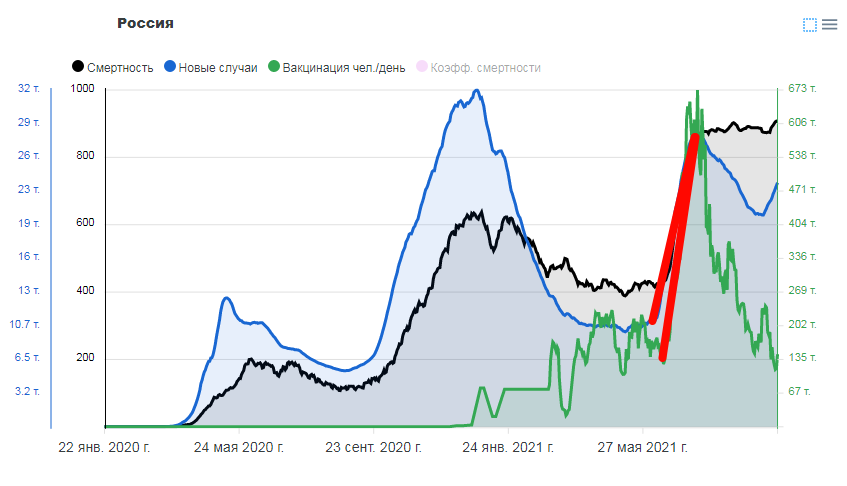 Россия
Смертность Новые случаи Вакцинация чел./день Коэфф. смертности
32 т. 1000 673 т.
29 т. 900 606 т.
26 т. 800 538 т.
23 т. 471 т.
19 т. 600 404 т.
16 т. 336 т.
13 т. 400 269 т.
10.7 т. 202 т.
6.5 т. 200 135 т.
3.2 т. 67 т.
22 янв. 2020 г. 24 мая 2020 г. 23 сент. 2020 г. 24 янв. 2021 г. 27 мая 2021 г.